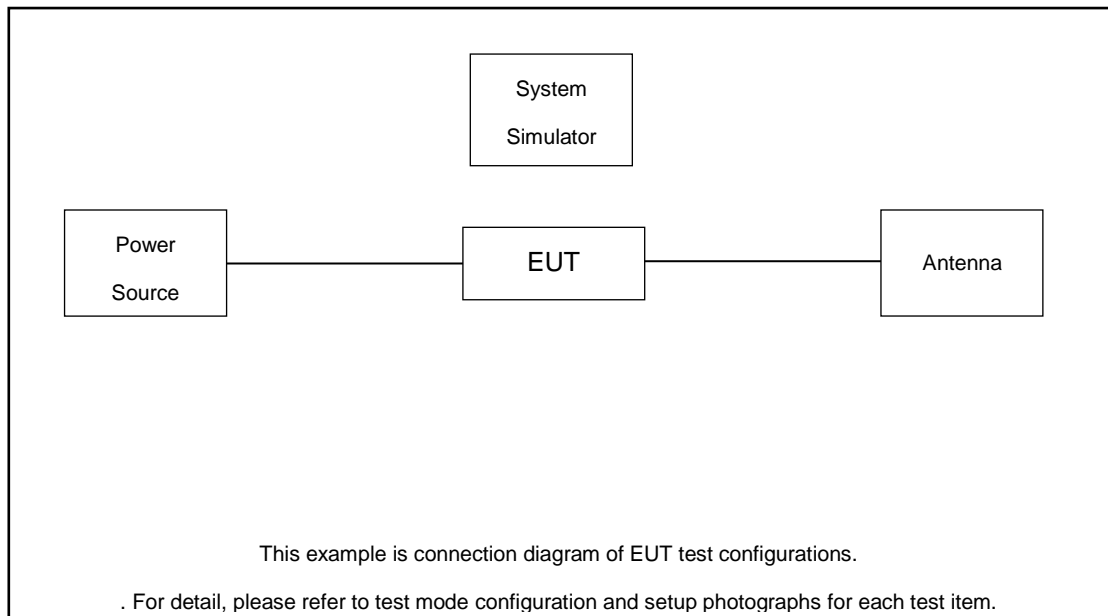 System
Simulator
Power
Source
EUT
Antenna
This example is connection diagram of EUT test configurations.
. For detail, please refer to test mode configuration and setup photographs for each test item.